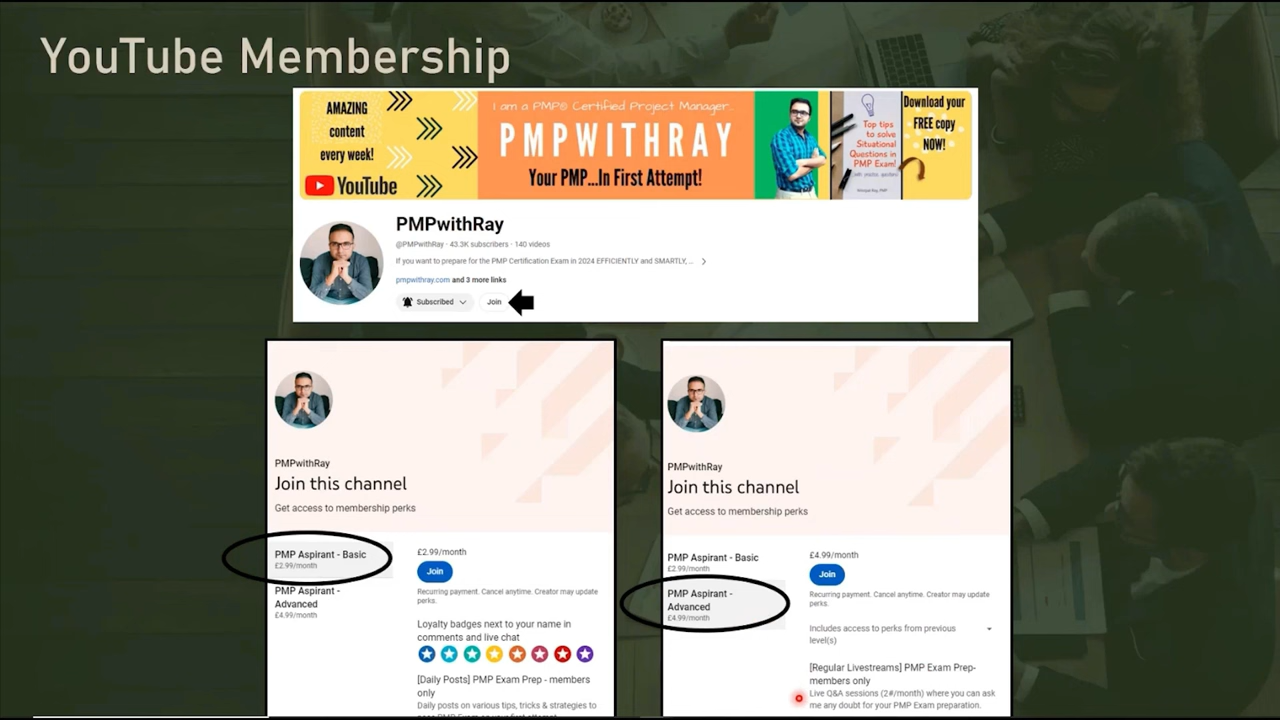 YouTube Membership
AMAZING
content
every week!
YouTube
I am a PMP® Certified Project Manager..
PMPWITHRAY
Your PMP...In First Attempt!
Top tips
to solve
Situational
Questions in
PMP Exam!
Download your
FREE copy
NOW!
PMPwithRay
@PMPwithRay · 43.3K subscribers · 140 videos
If you want to prepare for the PMP Certification Exam in 2024 EFFICIENTLY and SMARTLY, ...
pmpwithray.com and 3 more links
Subscribed
Join
PMPwithRay
Join this channel
Get access to membership perks
PMP Aspirant - Basic
£2.99/month
PMP Aspirant -
Advanced
£4.99/month
£2.99/month
Join
Recurring payment. Cancel anytime. Creator may update
perks.
Loyalty badges next to your name in
comments and live chat
[Daily Posts] PMP Exam Prep - members
only
Daily posts on various tips, tricks & strategies to
PMPwithRay
Join this channel
Get access to membership perks
PMP Aspirant - Basic
£2.99/month
PMP Aspirant -
Advanced
£4.99/month
£4.99/month
Join
Recurring payment. Cancel anytime. Creator may update
perks.
Includes access to perks from previous
level(s)
[Regular Livestreams] PMP Exam Prep-
members only
Live Q&A sessions (2#/month) where you can ask
me any doubt for your PMP Exam preparation.